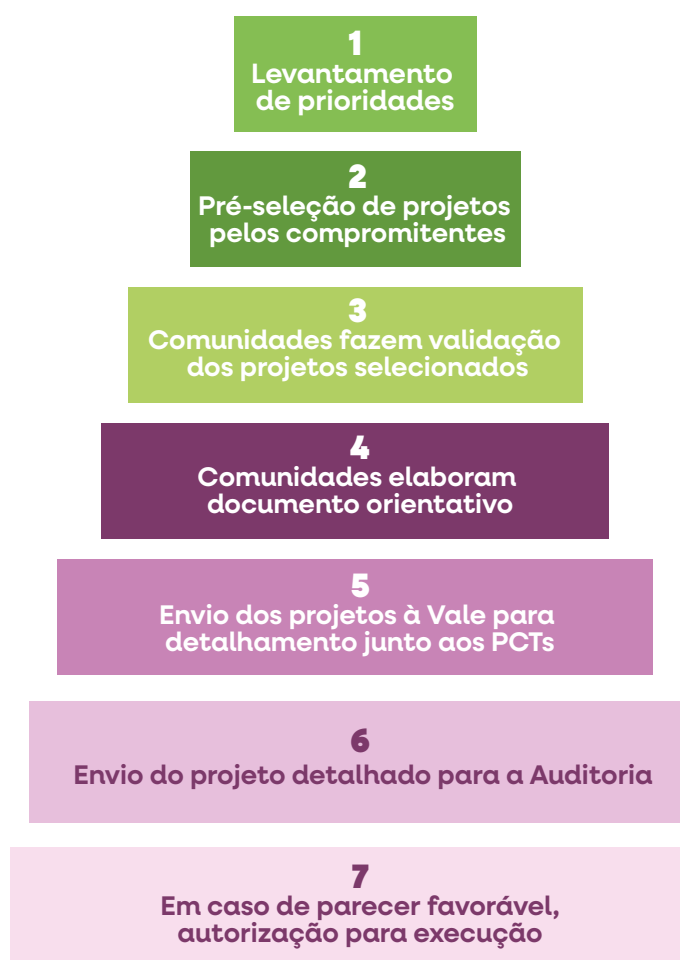 1
Levantamento
de prioridades
2
Pré-seleção de projetos
pelos compromitentes
3
Comunidades fazem validação
dos projetos selecionados
4
Comunidades elaboram
documento orientativo
5
Envio dos projetos à Vale para
detalhamento junto aos PCTs
6
Envio do projeto detalhado para a Auditoria
7
Em caso de parecer favorável,
autorização para execução